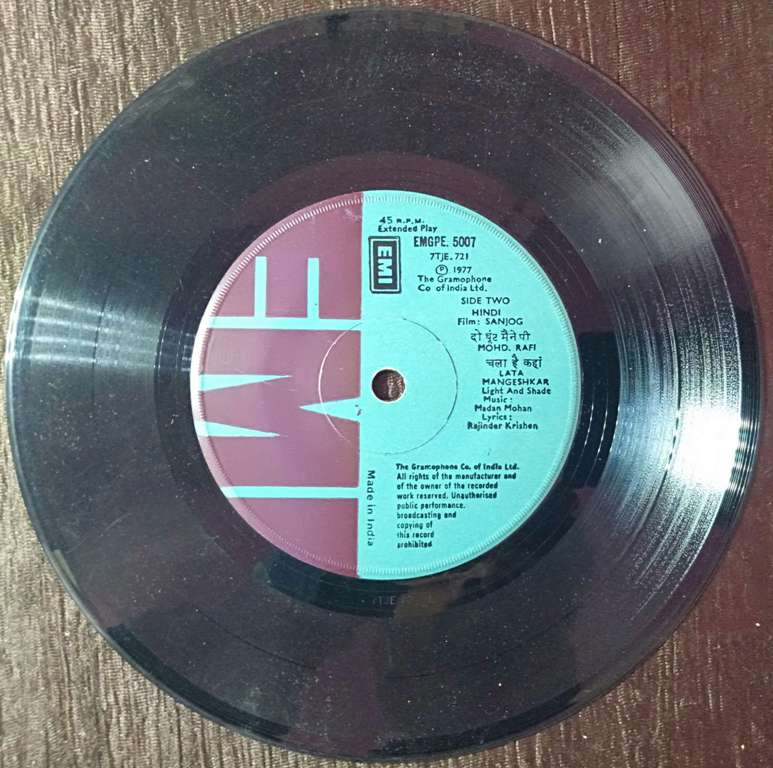 45 R.P.M.
Extended Play
EMI
EMGPE. 5007
7TJE. 721
Ⓟ 1977
The Gramophone
Co of India Ltd.
SIDE TWO
HINDI
Film: SANJOG
दो घूंट मैने पी
MOHD. RAFI
चला है कहां
LATA
MANGESHKAR
Light And Shade
Music:
Madan Mohan
Lyrics:
Rajinder Krishen
The Gramophone Co. of India Ltd.
All rights of the manufacturer and
of the owner of the recorded
work reserved. Unauthorised
public performance.
broadcasting and
copying of
this record
prohibited
Made in India
EMI
7TJE